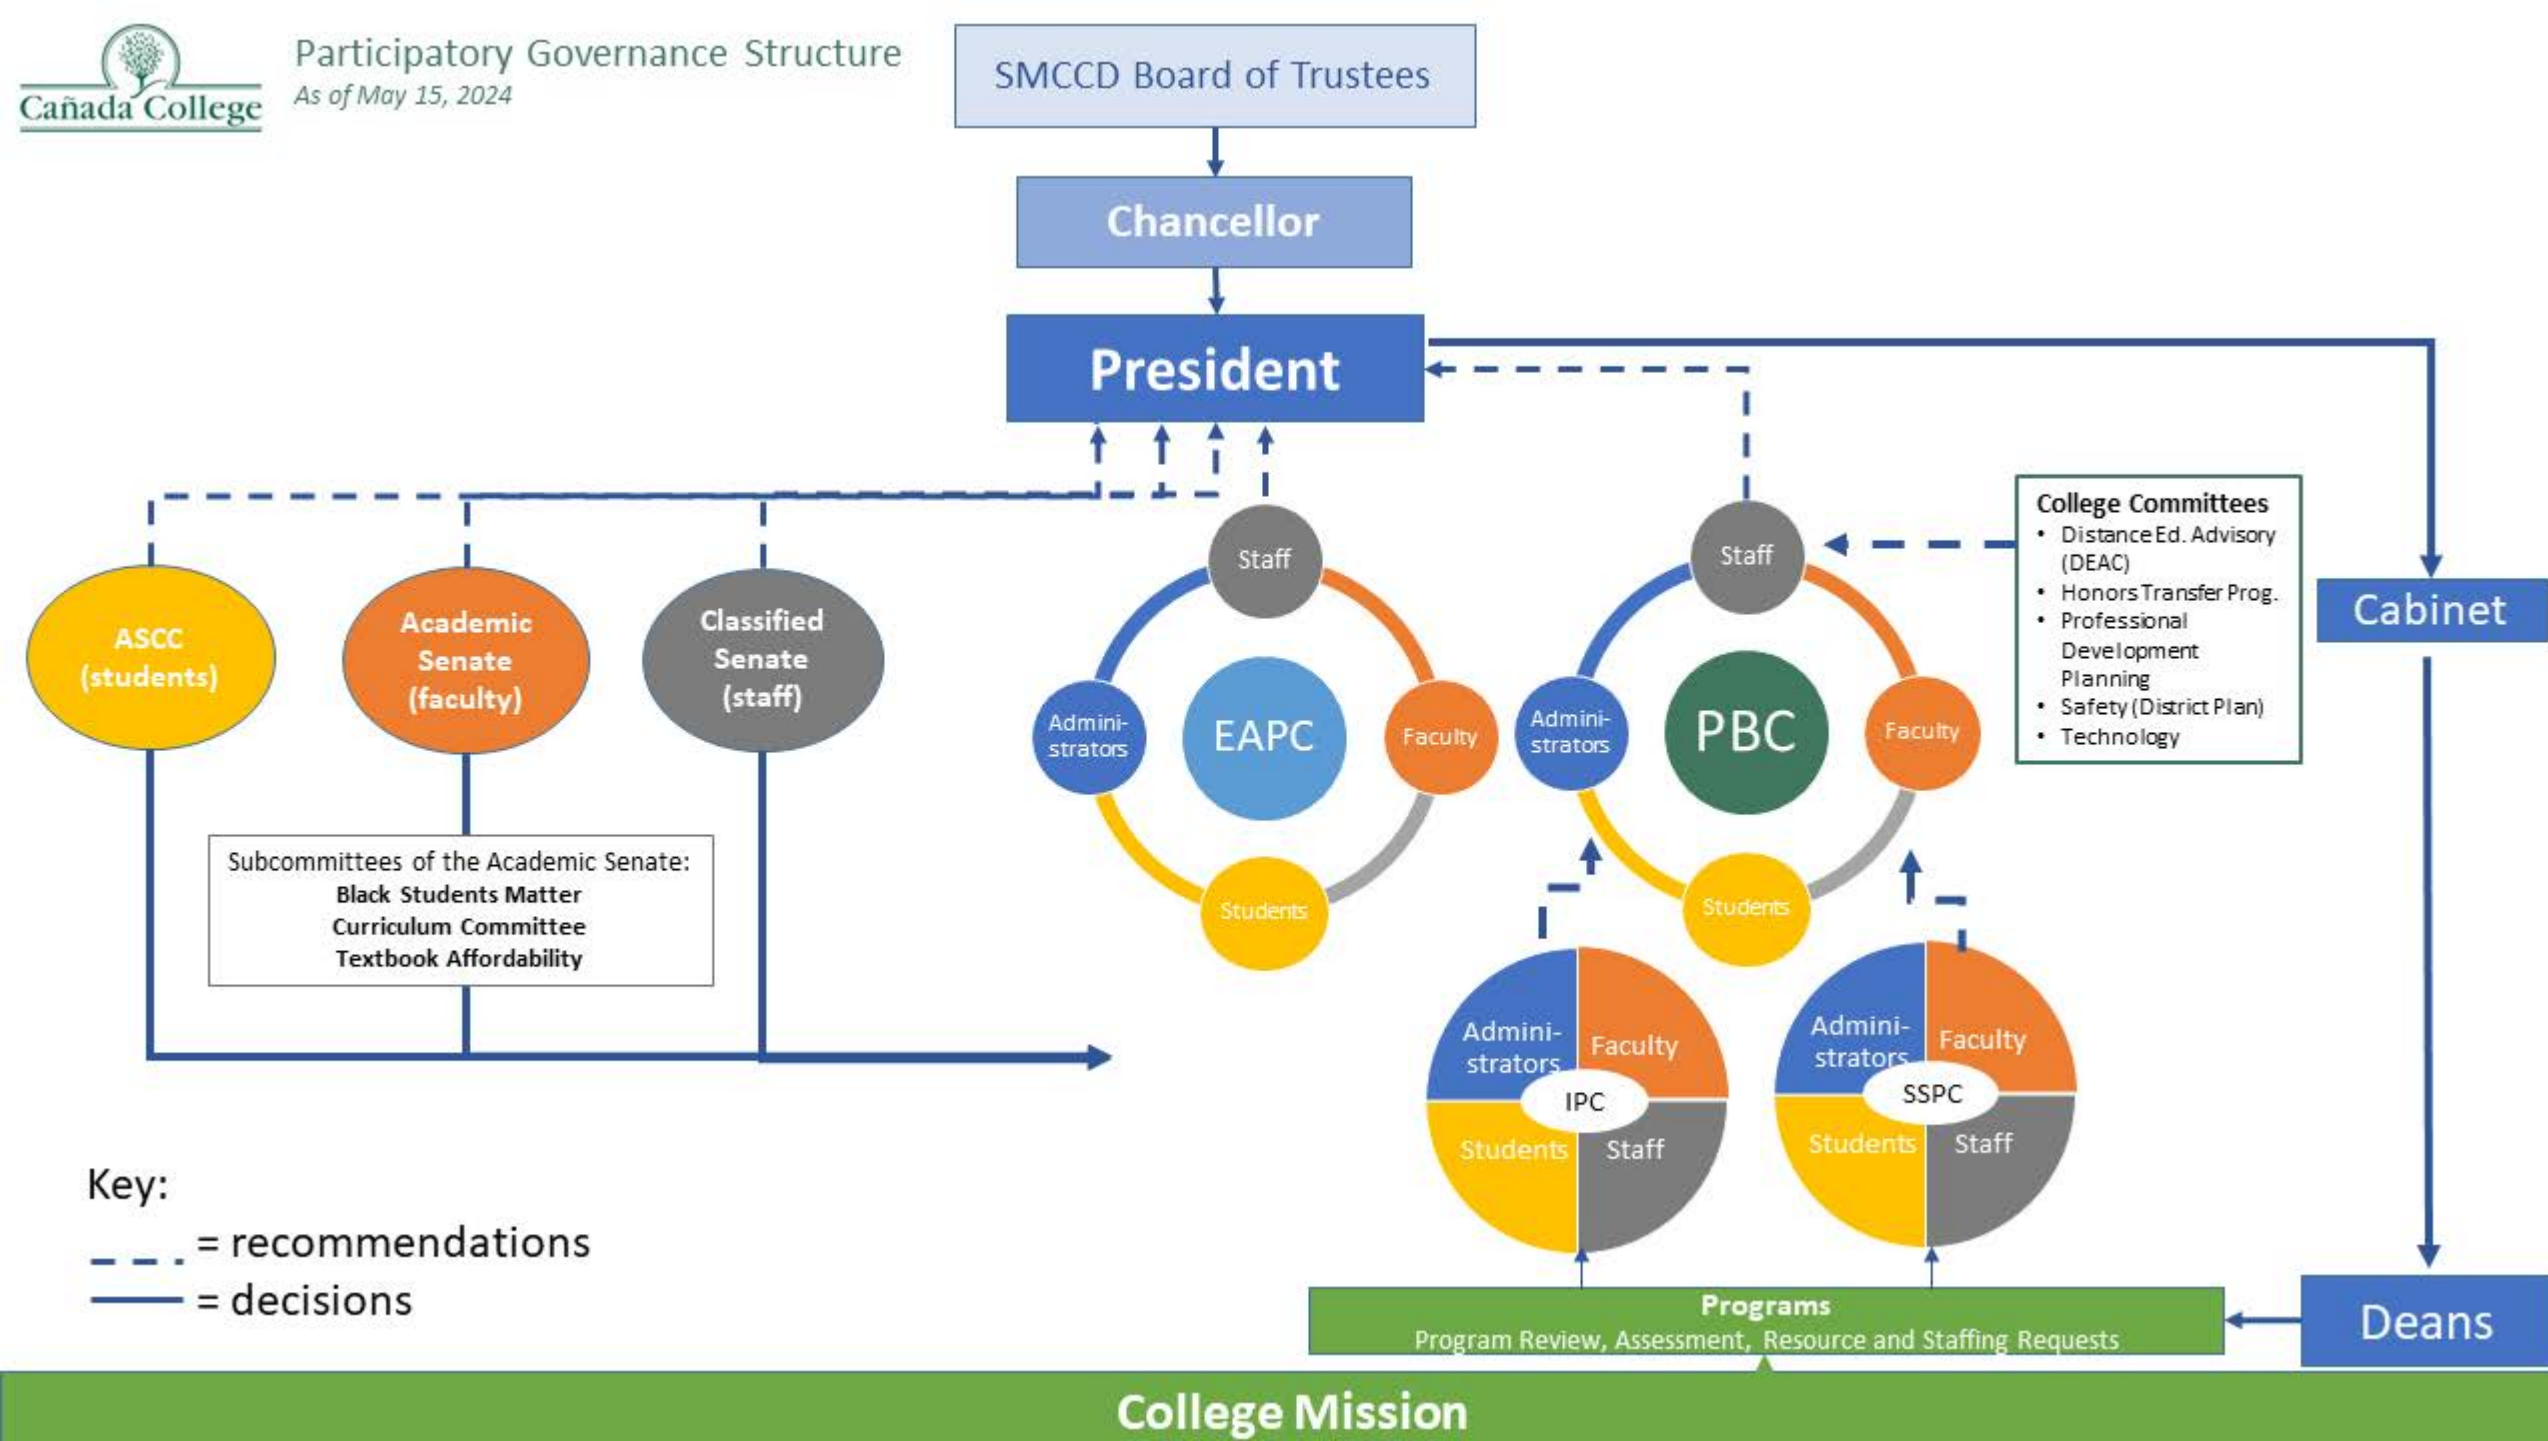 Cañada College
Participatory Governance Structure
As of May 15, 2024
SMCCD Board of Trustees
Chancellor
President
ASCC
(students)
Academic
Senate
(faculty)
Classified
Senate
(staff)
Subcommittees of the Academic Senate:
Black Students Matter
Curriculum Committee
Textbook Affordability
Staff
Admini-
strators
EAPC
Faculty
Students
Staff
Admini-
strators
PBC
Faculty
Students
College Committees
• Distance Ed. Advisory
(DEAC)
• Honors Transfer Prog.
• Professional
Development
Planning
• Safety (District Plan)
• Technology
Cabinet
Admini-
strators
Faculty
IPC
Students
Staff
Admini-
strators
Faculty
SSPC
Students
Staff
Key:
= recommendations
= decisions
Programs
Program Review, Assessment, Resource and Staffing Requests
Deans
College Mission